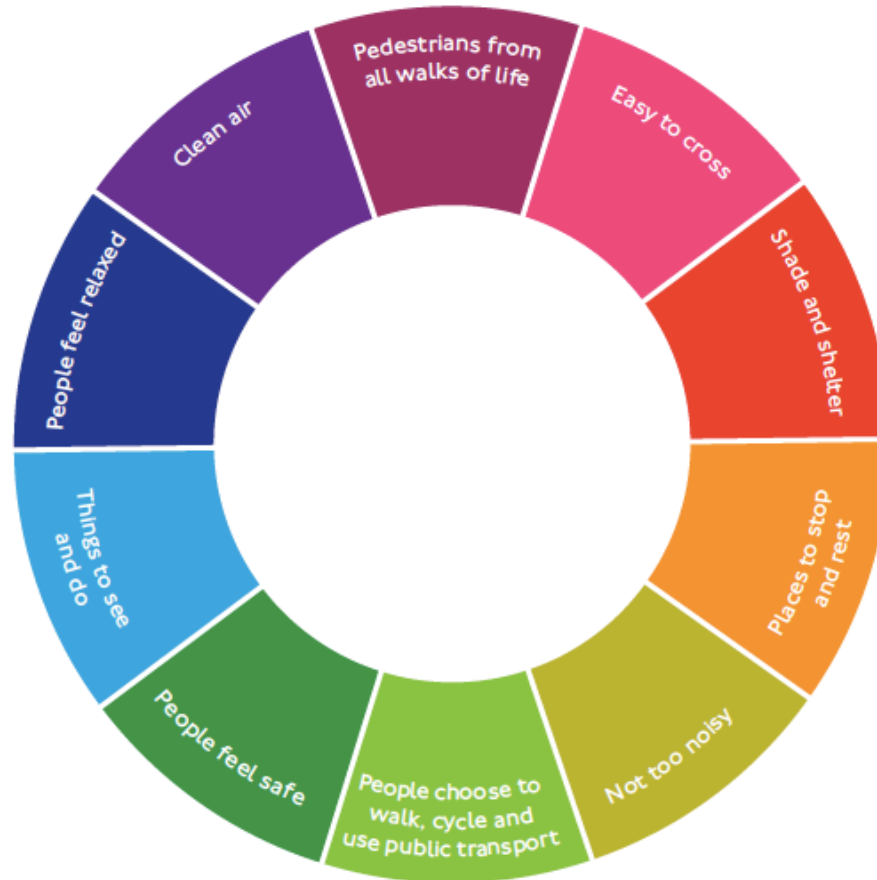 Pedestrians from
all walks of life
Easy to cross
Shade and shelter
Places to stop
and rest
Not too noisy
People choose to
walk, cycle and
use public transport
People feel safe
Things to see
and do
People feel relaxed
Clean air